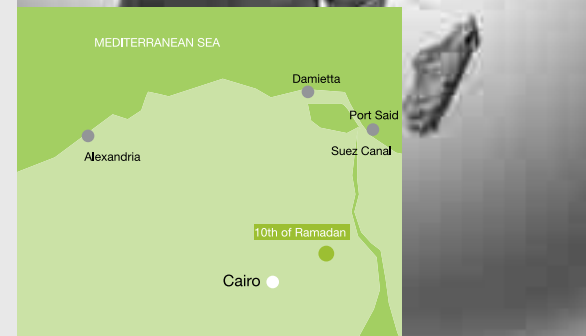 MEDITERRANEAN SEA
Damietta
Port Said
Alexandria
Suez Canal
10th of Ramadan
Cairo